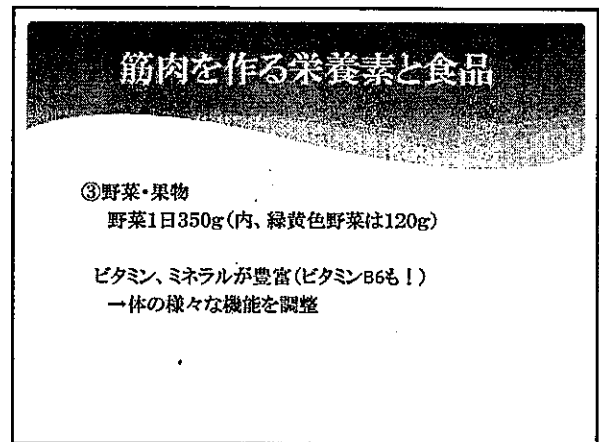 筋肉を作る栄養素と食品
③野菜・果物
野菜1日350g(内、緑黄色野菜は120g)
ビタミン、ミネラルが豊富(ビタミンB6も！)
→体の様々な機能を調整